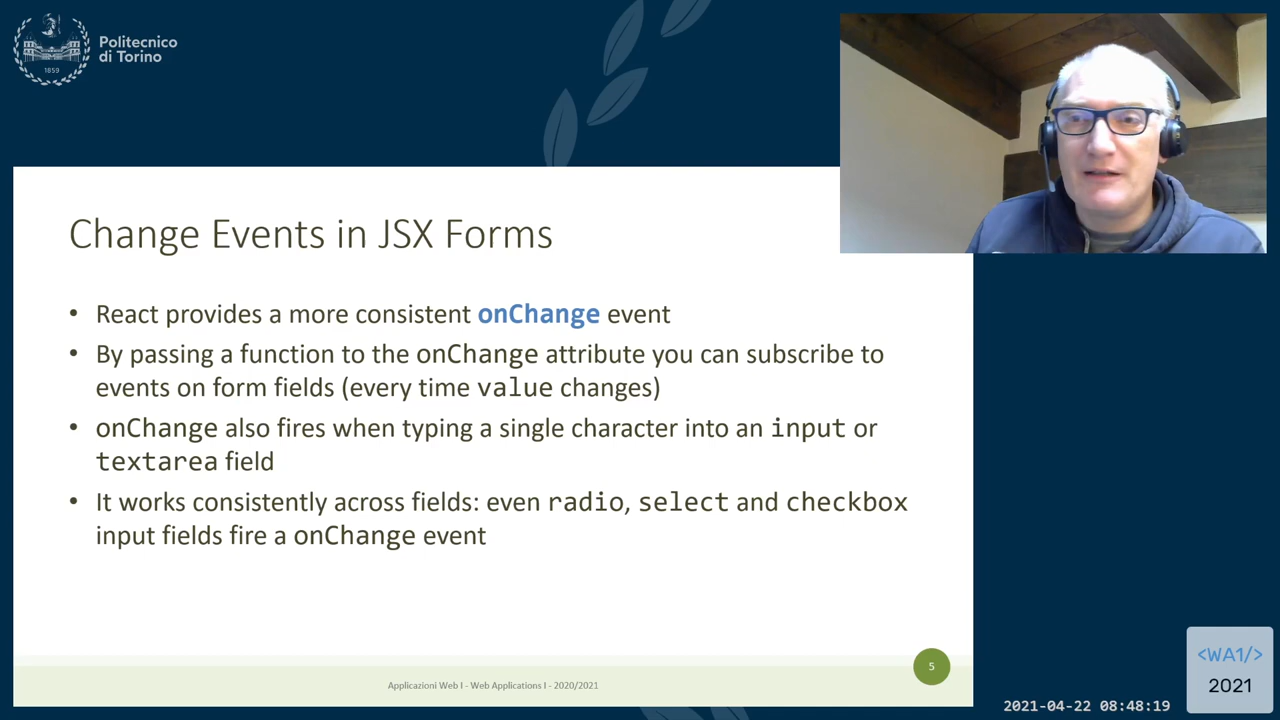 Politecnico
di Torino
1859
Change Events in JSX Forms
• React provides a more consistent onChange event
• By passing a function to the onChange attribute you can subscribe to
events on form fields (every time value changes)
• onChange also fires when typing a single character into an input or
textarea field
• It works consistently across fields: even radio, select and checkbox
input fields fire a onChange event
5
Applicazioni Web I - Web Applications I - 2020/2021
<WA1/>
2021
2021-04-22 08:48:19